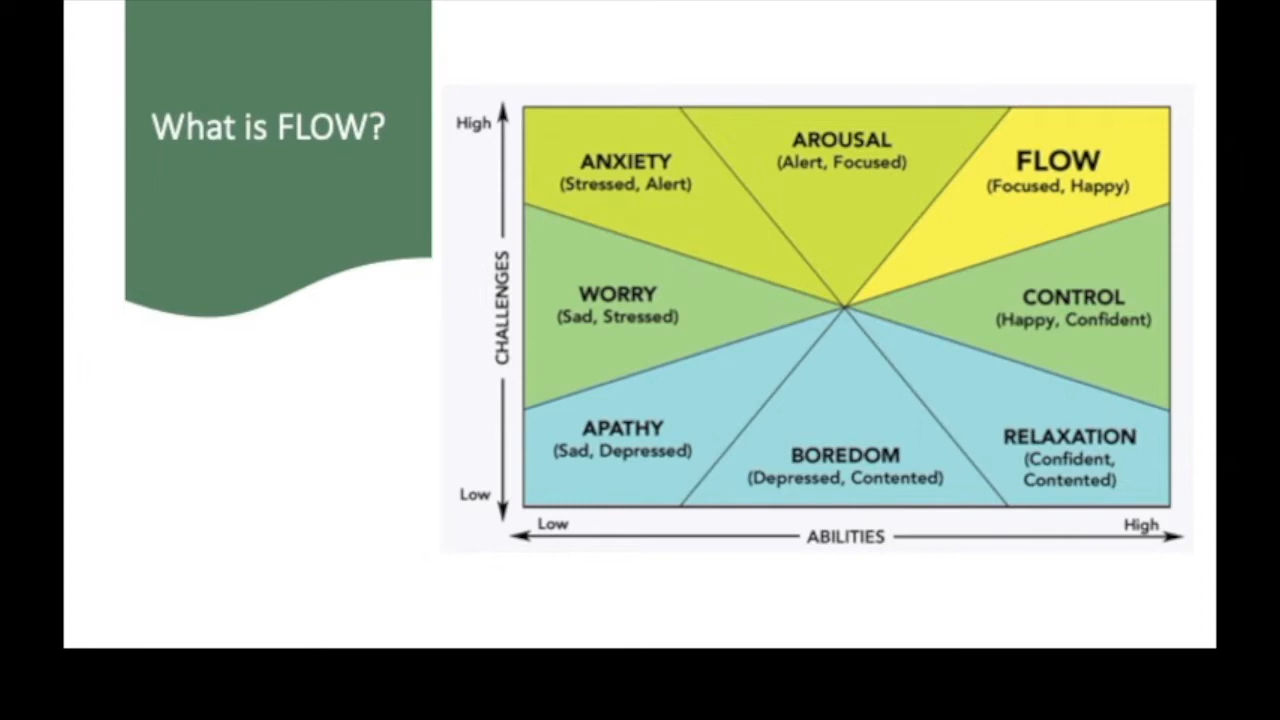 What is FLOW?
High
CHALLENGES
Low
ANXIETY
(Stressed, Alert)
AROUSAL
(Alert, Focused)
FLOW
(Focused, Happy)
WORRY
(Sad, Stressed)
CONTROL
(Happy, Confident)
APATHY
(Sad, Depressed)
BOREDOM
(Depressed, Contented)
RELAXATION
(Confident,
Contented)
Low
ABILITIES
High